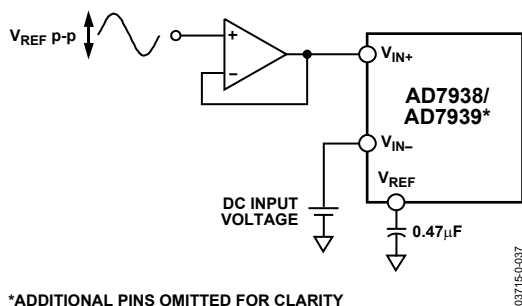 VREF p-p
+
−
VIN+
AD7938/
AD7939*
VIN−
VREF
DC INPUT
VOLTAGE
0.47µF
03715-0-037
*ADDITIONAL PINS OMITTED FOR CLARITY